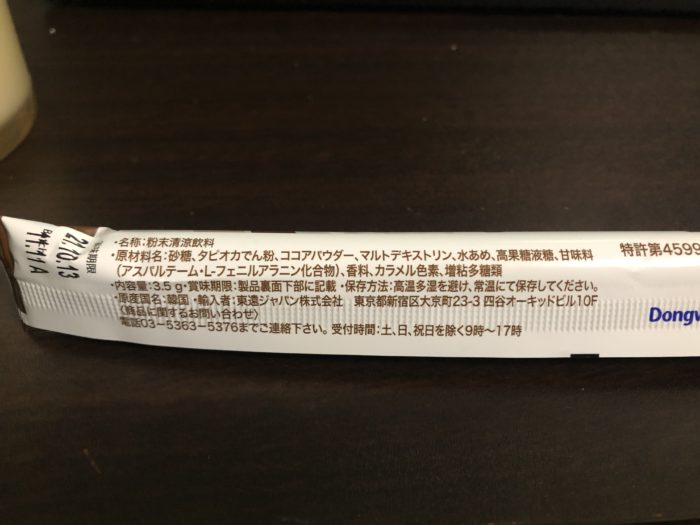 ・名称:粉末清涼飲料
・原材料名:砂糖、タピオカでん粉、ココアパウダー、マルトデキストリン、水あめ、高果糖液糖、甘味料
(アスパルテーム・L-フェニルアラニン化合物)、香料、カラメル色素、増粘多糖類
・内容量:3.5g・賞味期限:製品裏面下部に記載・保存方法:高温多湿を避け、常温にて保存してください。
・原産国名:韓国・輸入者:東遠ジャパン株式会社 東京都新宿区大京町23-3 四谷オーキッドビル10F
〈商品に関するお問い合わせ〉
電話03-5363-5376までご連絡下さい。受付時間:土、日、祝日を除く9時〜17時
特許第4599
Dongw
21.10.13